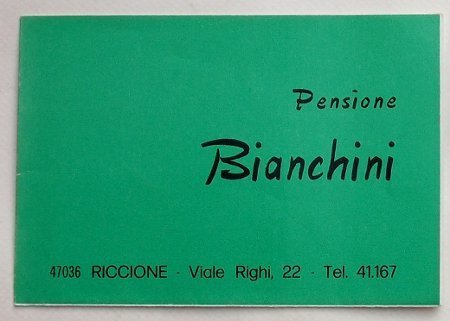 Pensione
Bianchini
47036 RICCIONE - Viale Righi, 22 - Tel. 41.167